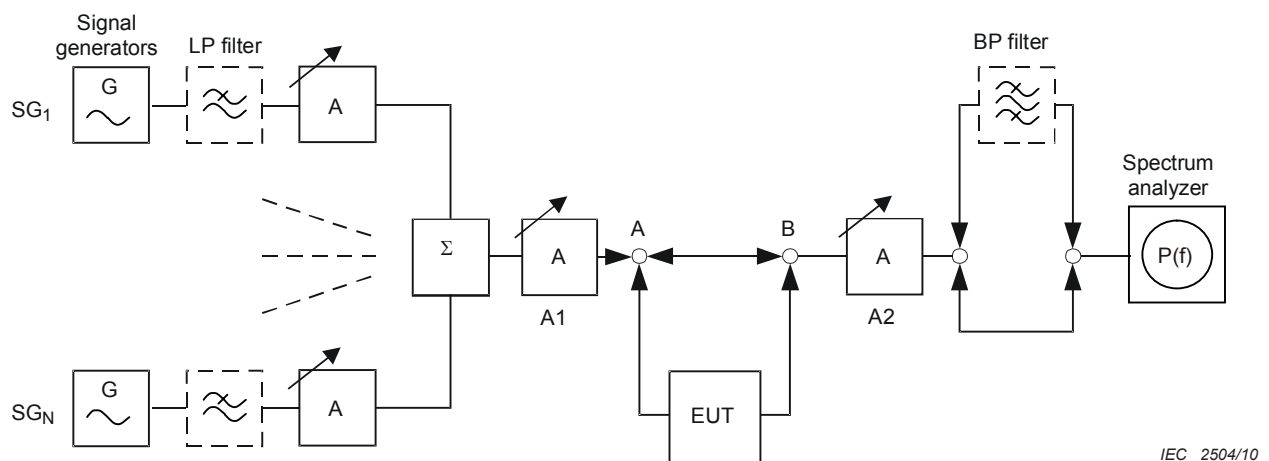 Signal
generators
LP filter
BP filter
G
SG1
A
Spectrum
analyzer
Σ
A
A1
A
B
A
A2
P(f)
G
SGN
A
EUT
IEC 2504/10